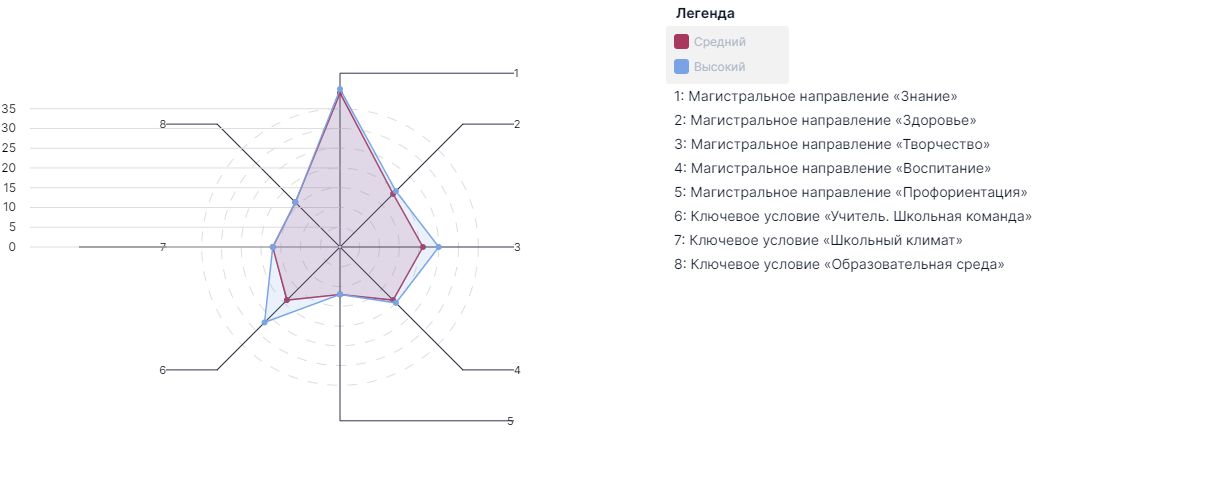 Легенда
Средний
Высокий
1: Магистральное направление «Знание»
2: Магистральное направление «Здоровье»
3: Магистральное направление «Творчество»
4: Магистральное направление «Воспитание»
5: Магистральное направление «Профориентация»
6: Ключевое условие «Учитель. Школьная команда»
7: Ключевое условие «Школьный климат»
8: Ключевое условие «Образовательная среда»
35
30
25
20
15
10
5
0
1
2
3
4
5
6
7
8